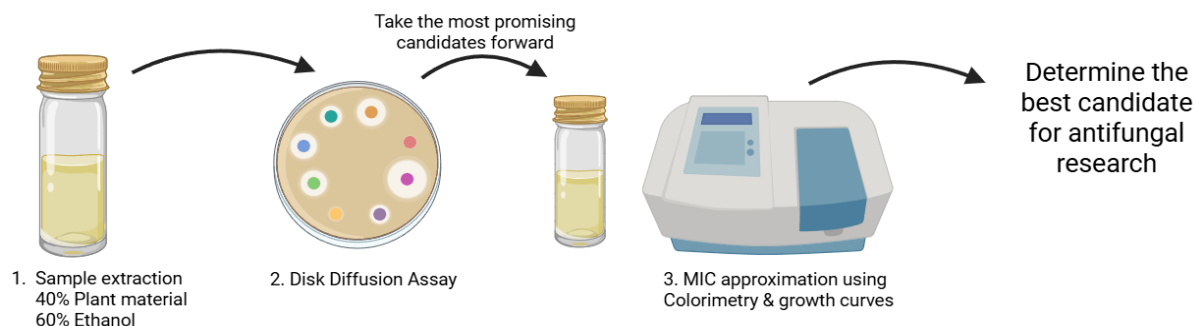 Take the most promising
candidates forward
Determine the
best candidate
for antifungal
research
1. Sample extraction
40% Plant material
60% Ethanol
2. Disk Diffusion Assay
3. MIC approximation using
Colorimetry & growth curves